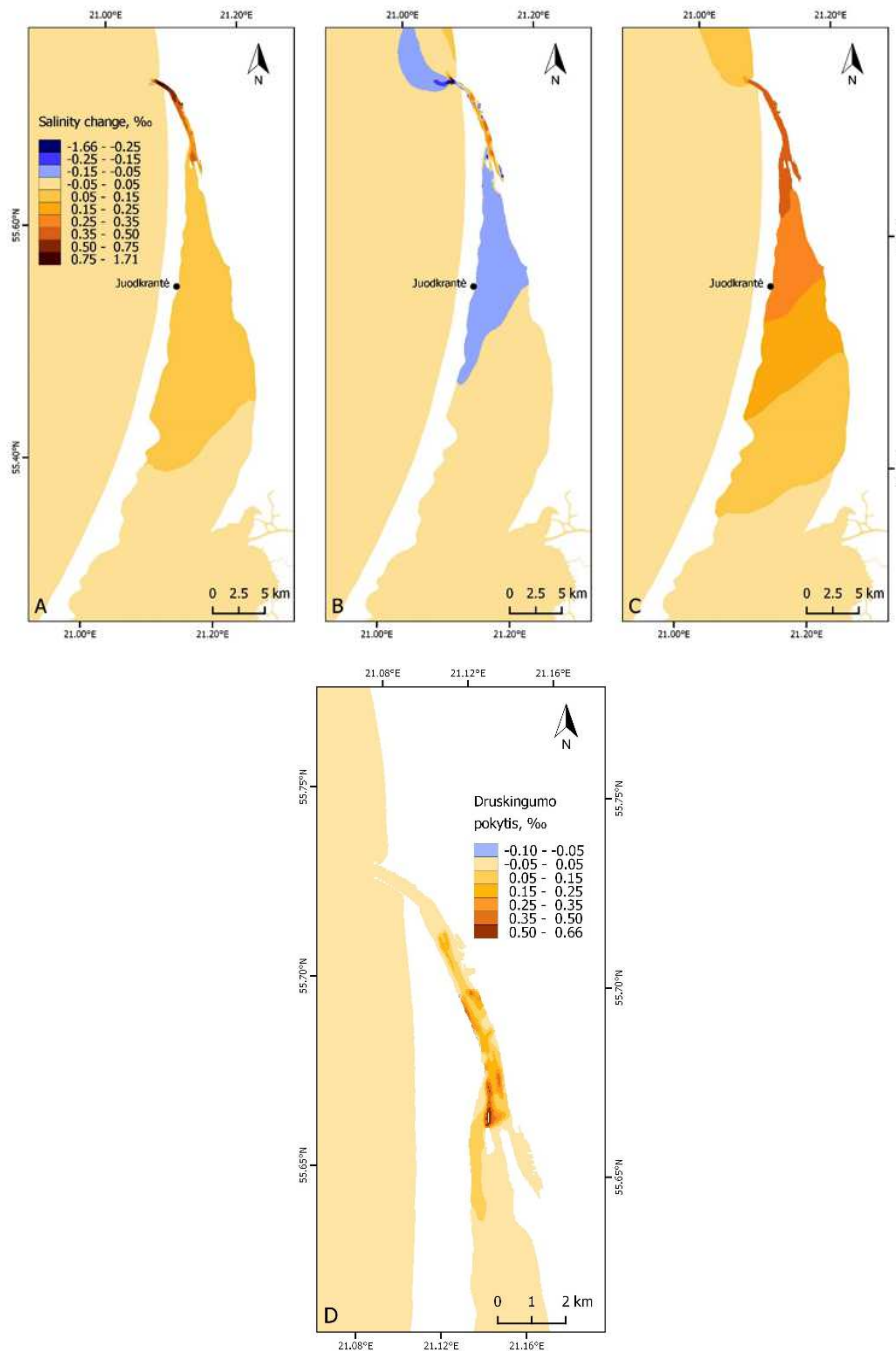 21.00°E 21.20°E
21.00°E 21.20°E
21.00°E 21.20°E
N
N
N
Salinity change, ‰
-1.66 - -0.25
-0.25 - -0.15
-0.15 - -0.05
-0.05 - 0.05
0.05 - 0.15
0.15 - 0.25
0.25 - 0.35
0.35 - 0.50
0.50 - 0.75
0.75 - 1.71
55.60°N
55.40°N
Juodkrantė
Juodkrantė
Juodkrantė
0 2.5 5 km
0 2.5 5 km
0 2.5 5 km
A
B
C
21.00°E 21.20°E
21.00°E 21.20°E
21.00°E 21.20°E
21.08°E 21.12°E 21.16°E
N
55.75°N
55.75°N
Druskingumo
pokytis, ‰
-0.10 - -0.05
-0.05 - 0.05
0.05 - 0.15
0.15 - 0.25
0.25 - 0.35
0.35 - 0.50
0.50 - 0.66
55.70°N
55.70°N
55.65°N
55.65°N
0 1 2 km
D
21.08°E 21.12°E 21.16°E